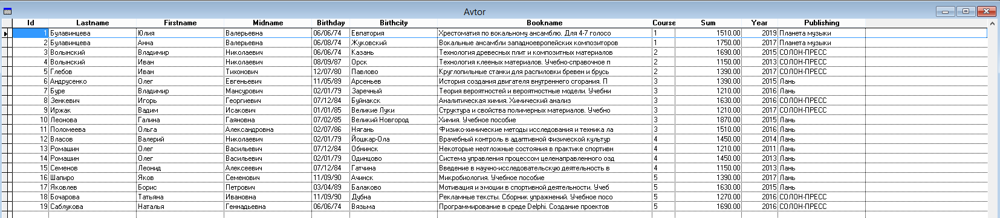 Avtor
Id Lastname Firstname Midname Birthday Birthcity Bookname Course Sum Year Publishing
1 Булавинцева Юлия Валерьевна 06/06/74 Евпатория Хрестоматия по вокальному ансамблю. Для 4-7 голосо 1 1510.00 2019 Планета музыки
2 Булавинцева Анна Валерьевна 06/08/74 Жуковский Вокальные ансамбли западноевропейских композиторов 1 1750.00 2017 Планета музыки
3 Волынский Владимир Николаевич 06/06/74 Казань Технология древесных плит и композитных материалов 2 1690.00 2015 СОЛОН-ПРЕСС
4 Волынский Иван Николаевич 08/09/87 Орск Технология клееных материалов. Учебно-справочное п 2 1150.00 2013 СОЛОН-ПРЕСС
5 Глебов Иван Тихонович 12/07/80 Павлово Круглопильные станки для распиловки бревен и брусь 2 1390.00 2017 СОЛОН-ПРЕСС
6 Андрусенко Олег Евгеньевич 11/05/89 Арсеньев История создания двигателя внутреннего сгорания. П 3 1390.00 2015 Лань
7 Буре Владимир Мансурович 02/01/79 Заречный Теория вероятностей и вероятностные модели. Учебни 3 1210.00 2016 Лань
8 Зенкевич Игорь Георгиевич 07/12/84 Буйнакск Аналитическая химия. Химический анализ 3 1630.00 2016 СОЛОН-ПРЕСС
9 Иржак Вадим Исакович 01/01/85 Великие Луки Структура и свойства полимерных материалов. Учебно 3 1210.00 2017 СОЛОН-ПРЕСС
10 Леонова Галина Гаяновна 07/02/85 Великий Новгород Химия. Учебное пособие 3 1870.00 2015 Лань
11 Поломеева Ольга Александровна 02/07/86 Нягань Физико-химические методы исследования и техника ла 3 1510.00 2016 Лань
12 Власов Валерий Николаевич 02/01/79 Йошкар-Ола Врачебный контроль в адаптивной физической культур 4 1450.00 2014 Лань
13 Ромашин Олег Васильевич 07/12/84 Обнинск Некоторые неотложные состояния в практике спортивн 4 1210.00 2011 Лань
14 Ромашин Олег Васелович 02/01/79 Одинцово Система управления процессом целенаправленного озд 4 1450.00 2013 Лань
15 Семенов Леонид Алексеевич 07/12/84 Гатчина Введение в научно-исследовательскую деятельность в 4 1150.00 2013 Лань
16 Шапиро Яков Семенович 11/09/90 Ачинск Микробиология. Учебное пособие 5 1390.00 2017 Лань
17 Яковлев Борис Петрович 03/04/89 Балаково Мотивация и эмоции в спортивной деятельности. Учеб 5 1630.00 2015 Лань
18 Бочарова Татьяна Ивановна 11/09/90 Дубна Рекламные тексты. Сборник упражнений. Учебное посо 5 1270.00 2016 СОЛОН-ПРЕСС
19 Саблукова Наталья Геннадьевна 06/06/74 Вязьма Программирование в среде Delphi. Создание проектов 5 1690.00 2016 СОЛОН-ПРЕСС